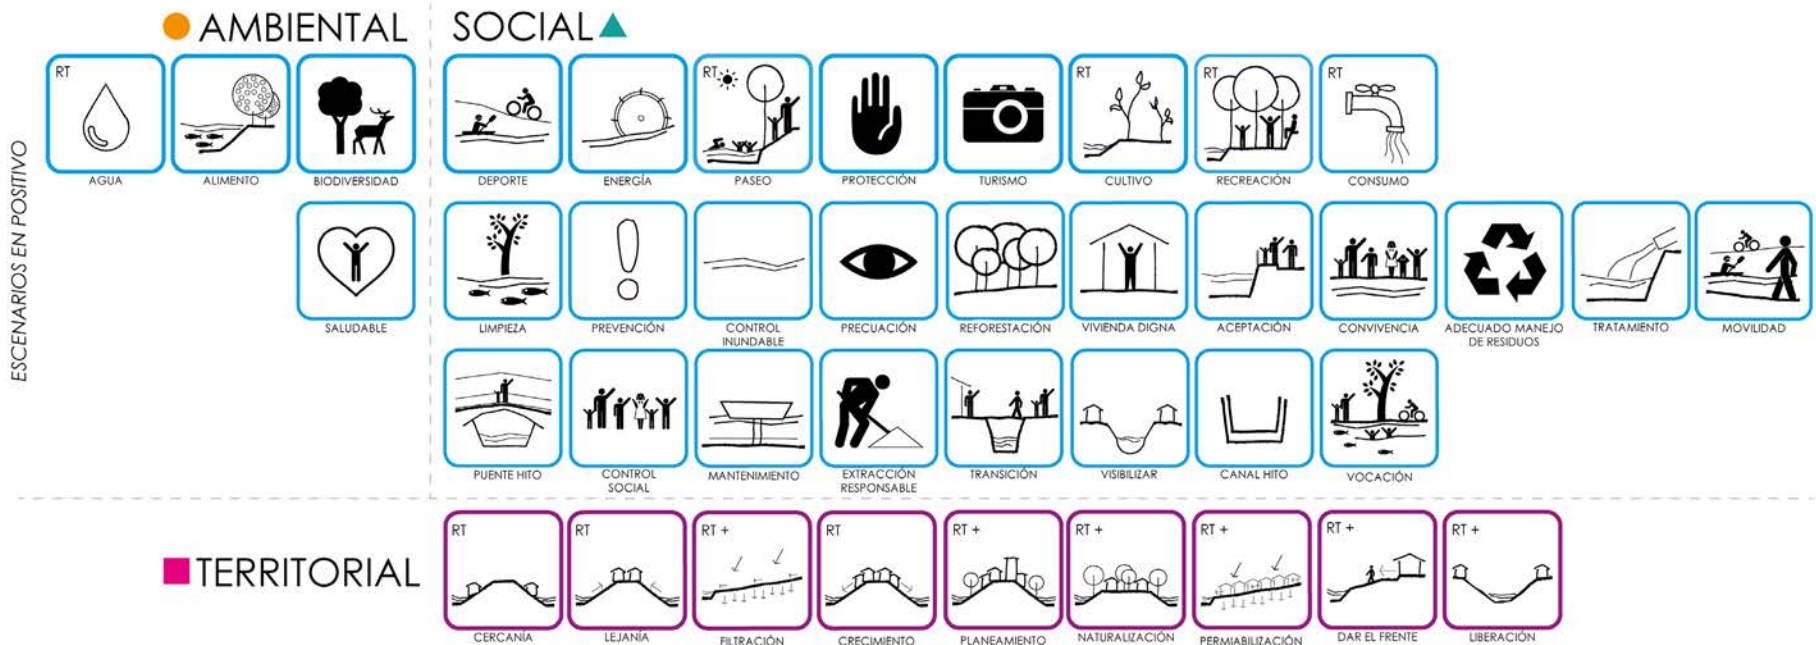 AMBIENTAL
SOCIAL
ESCENARIOS EN POSITIVO
RT
AGUA
ALIMENTO
BIODIVERSIDAD
DEPORTE
ENERGÍA
RT
PASEO
PROTECCIÓN
TURISMO
RT
CULTIVO
RT
RECREACIÓN
RT
CONSUMO
SALUDABLE
LIMPIEZA
PREVENCIÓN
CONTROL
INUNDABLE
PRECUACIÓN
REFORESTACIÓN
VIVIENDA DIGNA
ACEPTACIÓN
CONVIVENCIA
ADECUADO MANEJO
DE RESIDUOS
TRATAMIENTO
MOVILIDAD
PUENTE HITO
CONTROL
SOCIAL
MANTENIMIENTO
EXTRACCIÓN
RESPONSABLE
TRANSICIÓN
VISIBILIZAR
CANAL HITO
VOCACIÓN
TERRITORIAL
RT
CERCANÍA
RT
LEJANÍA
RT +
FILTRACIÓN
RT
CRECIMIENTO
RT +
PLANEAMIENTO
RT +
NATURALIZACIÓN
RT +
PERMIABILIZACIÓN
RT +
DAR EL FRENTE
RT +
LIBERACIÓN